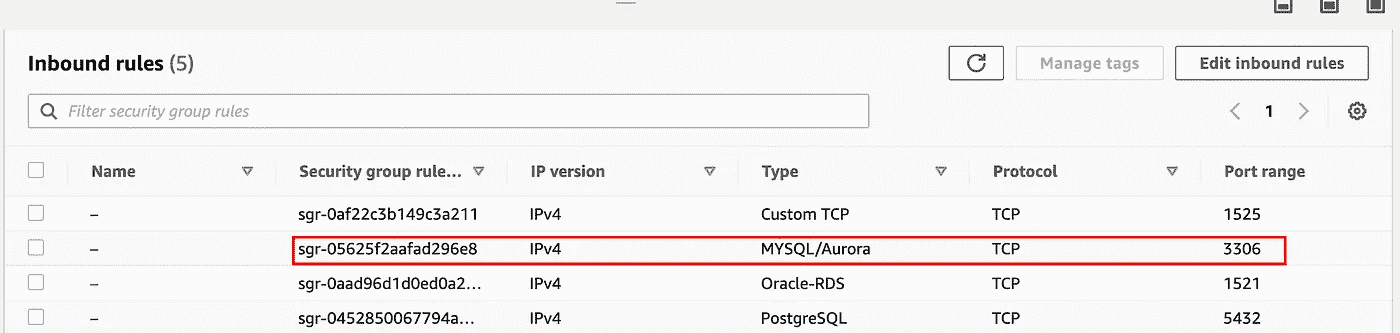 Inbound rules (5)
Manage tags
Edit inbound rules
Filter security group rules
1
Name Security group rule... IP version Type Protocol Port range
– sgr-0af22c3b149c3a211 IPv4 Custom TCP TCP 1525
– sgr-05625f2aafad296e8 IPv4 MYSQL/Aurora TCP 3306
– sgr-0aad96d1d0ed0a2... IPv4 Oracle-RDS TCP 1521
– sgr-0452850067794a... IPv4 PostgreSQL TCP 5432